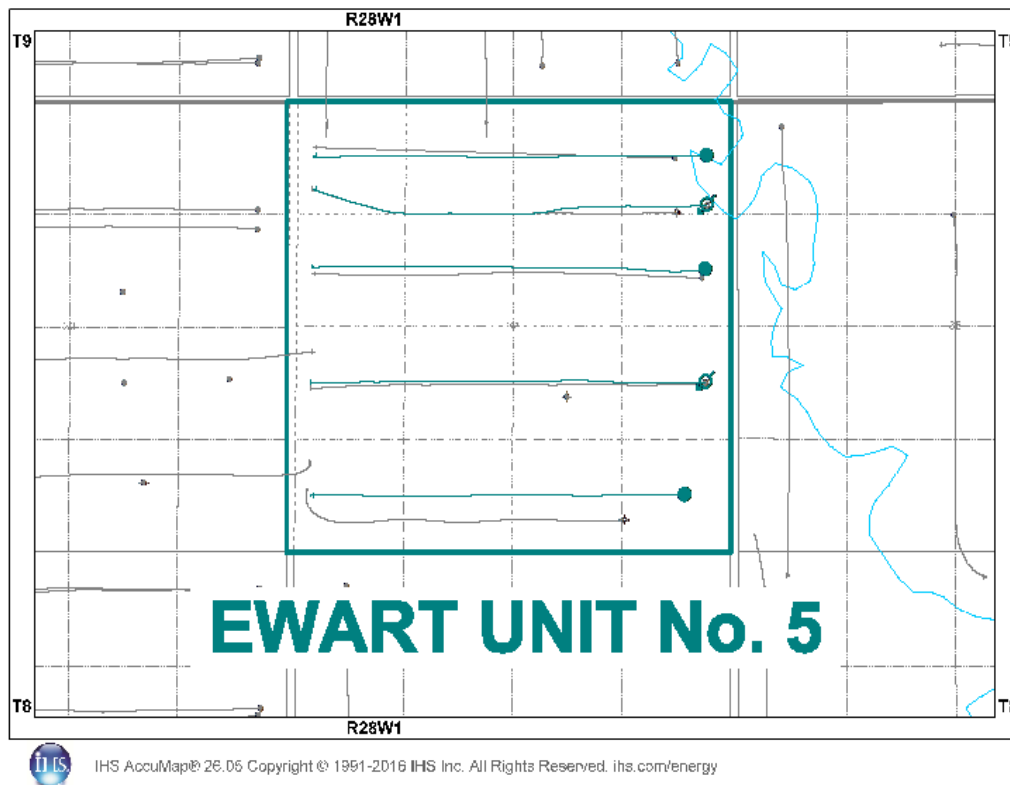 R28W1
T9
EWART UNIT No. 5
T8
R28W1
IHS AccuMap® 26.05 Copyright © 1991-2016 IHS Inc. All Rights Reserved. ihs.com/energy